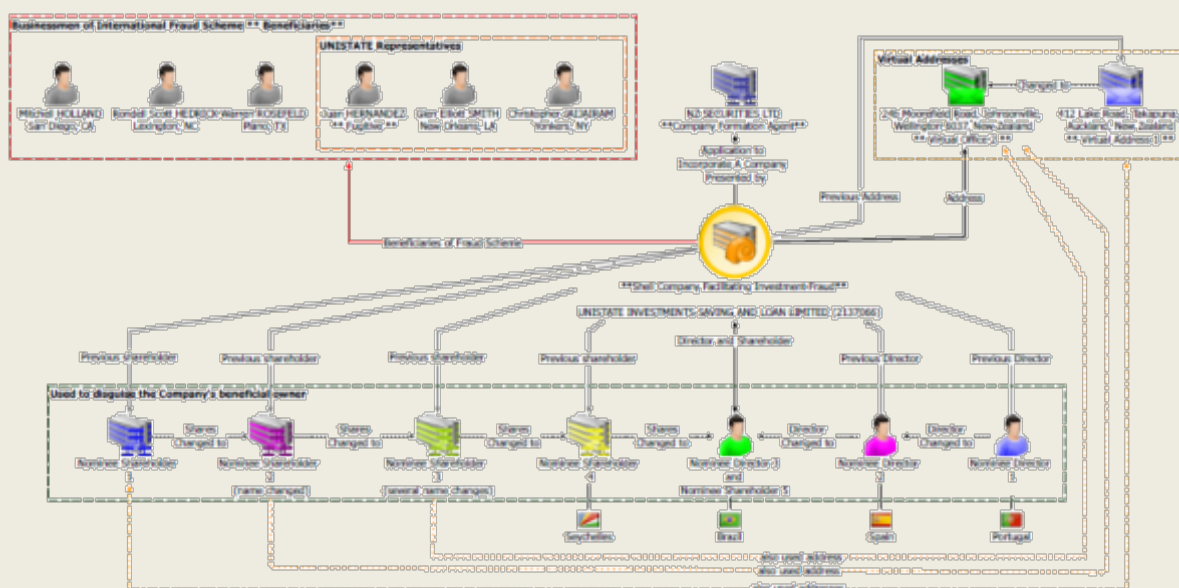 Businessmen of International Fraud Scheme ** Beneficiaries**
UNISTATE Representatives
Mitchell HOLLAND
San Diego, CA
Rondell Scott HEDRICK
Lexington, NC
Warren ROSEFELD
Plano, TX
Juan HERNANDEZ
**Fugitive**
Glen Elliott SMITH
New Orleans, LA
Christopher
Yonkers, NY
NZ SECURITIES LTD
**Company Formation Agent**
Application to
Incorporate A Company
Presented by
Virtual Addresses
Changed to
Moorefield Road, Johnsonville,
Wellington 6037, New Zealand
**Virtual Office 2**
412 Lake Road, Takapuna,
Auckland, New Zealand
**Virtual Address 1**
Previous Address
Address
Beneficiaries of Fraud Scheme
**Shell Company, Facilitating Investment Fraud**
UNISTATE INVESTMENTS SAVING AND LOAN LIMITED (2137066)
Director and Shareholder
Previous shareholder
Previous shareholder
Previous shareholder
Previous shareholder
Previous Director
Previous Director
Used to disguise the Company's beneficial owner
Shares
Changed to
Shares
Changed to
Shares
Changed to
Shares
Changed to
Director
Changed to
Director
Changed to
Nominee Shareholder
1
Nominee Shareholder
2
[name changed]
Nominee Shareholder
3
[several name changes]
Nominee Shareholder
4
Nominee Director 3
and
Nominee Shareholder 5
Nominee Director
2
Nominee Director
Seychelles
Brazil
Spain
Portugal
also used address
also used address
also used address